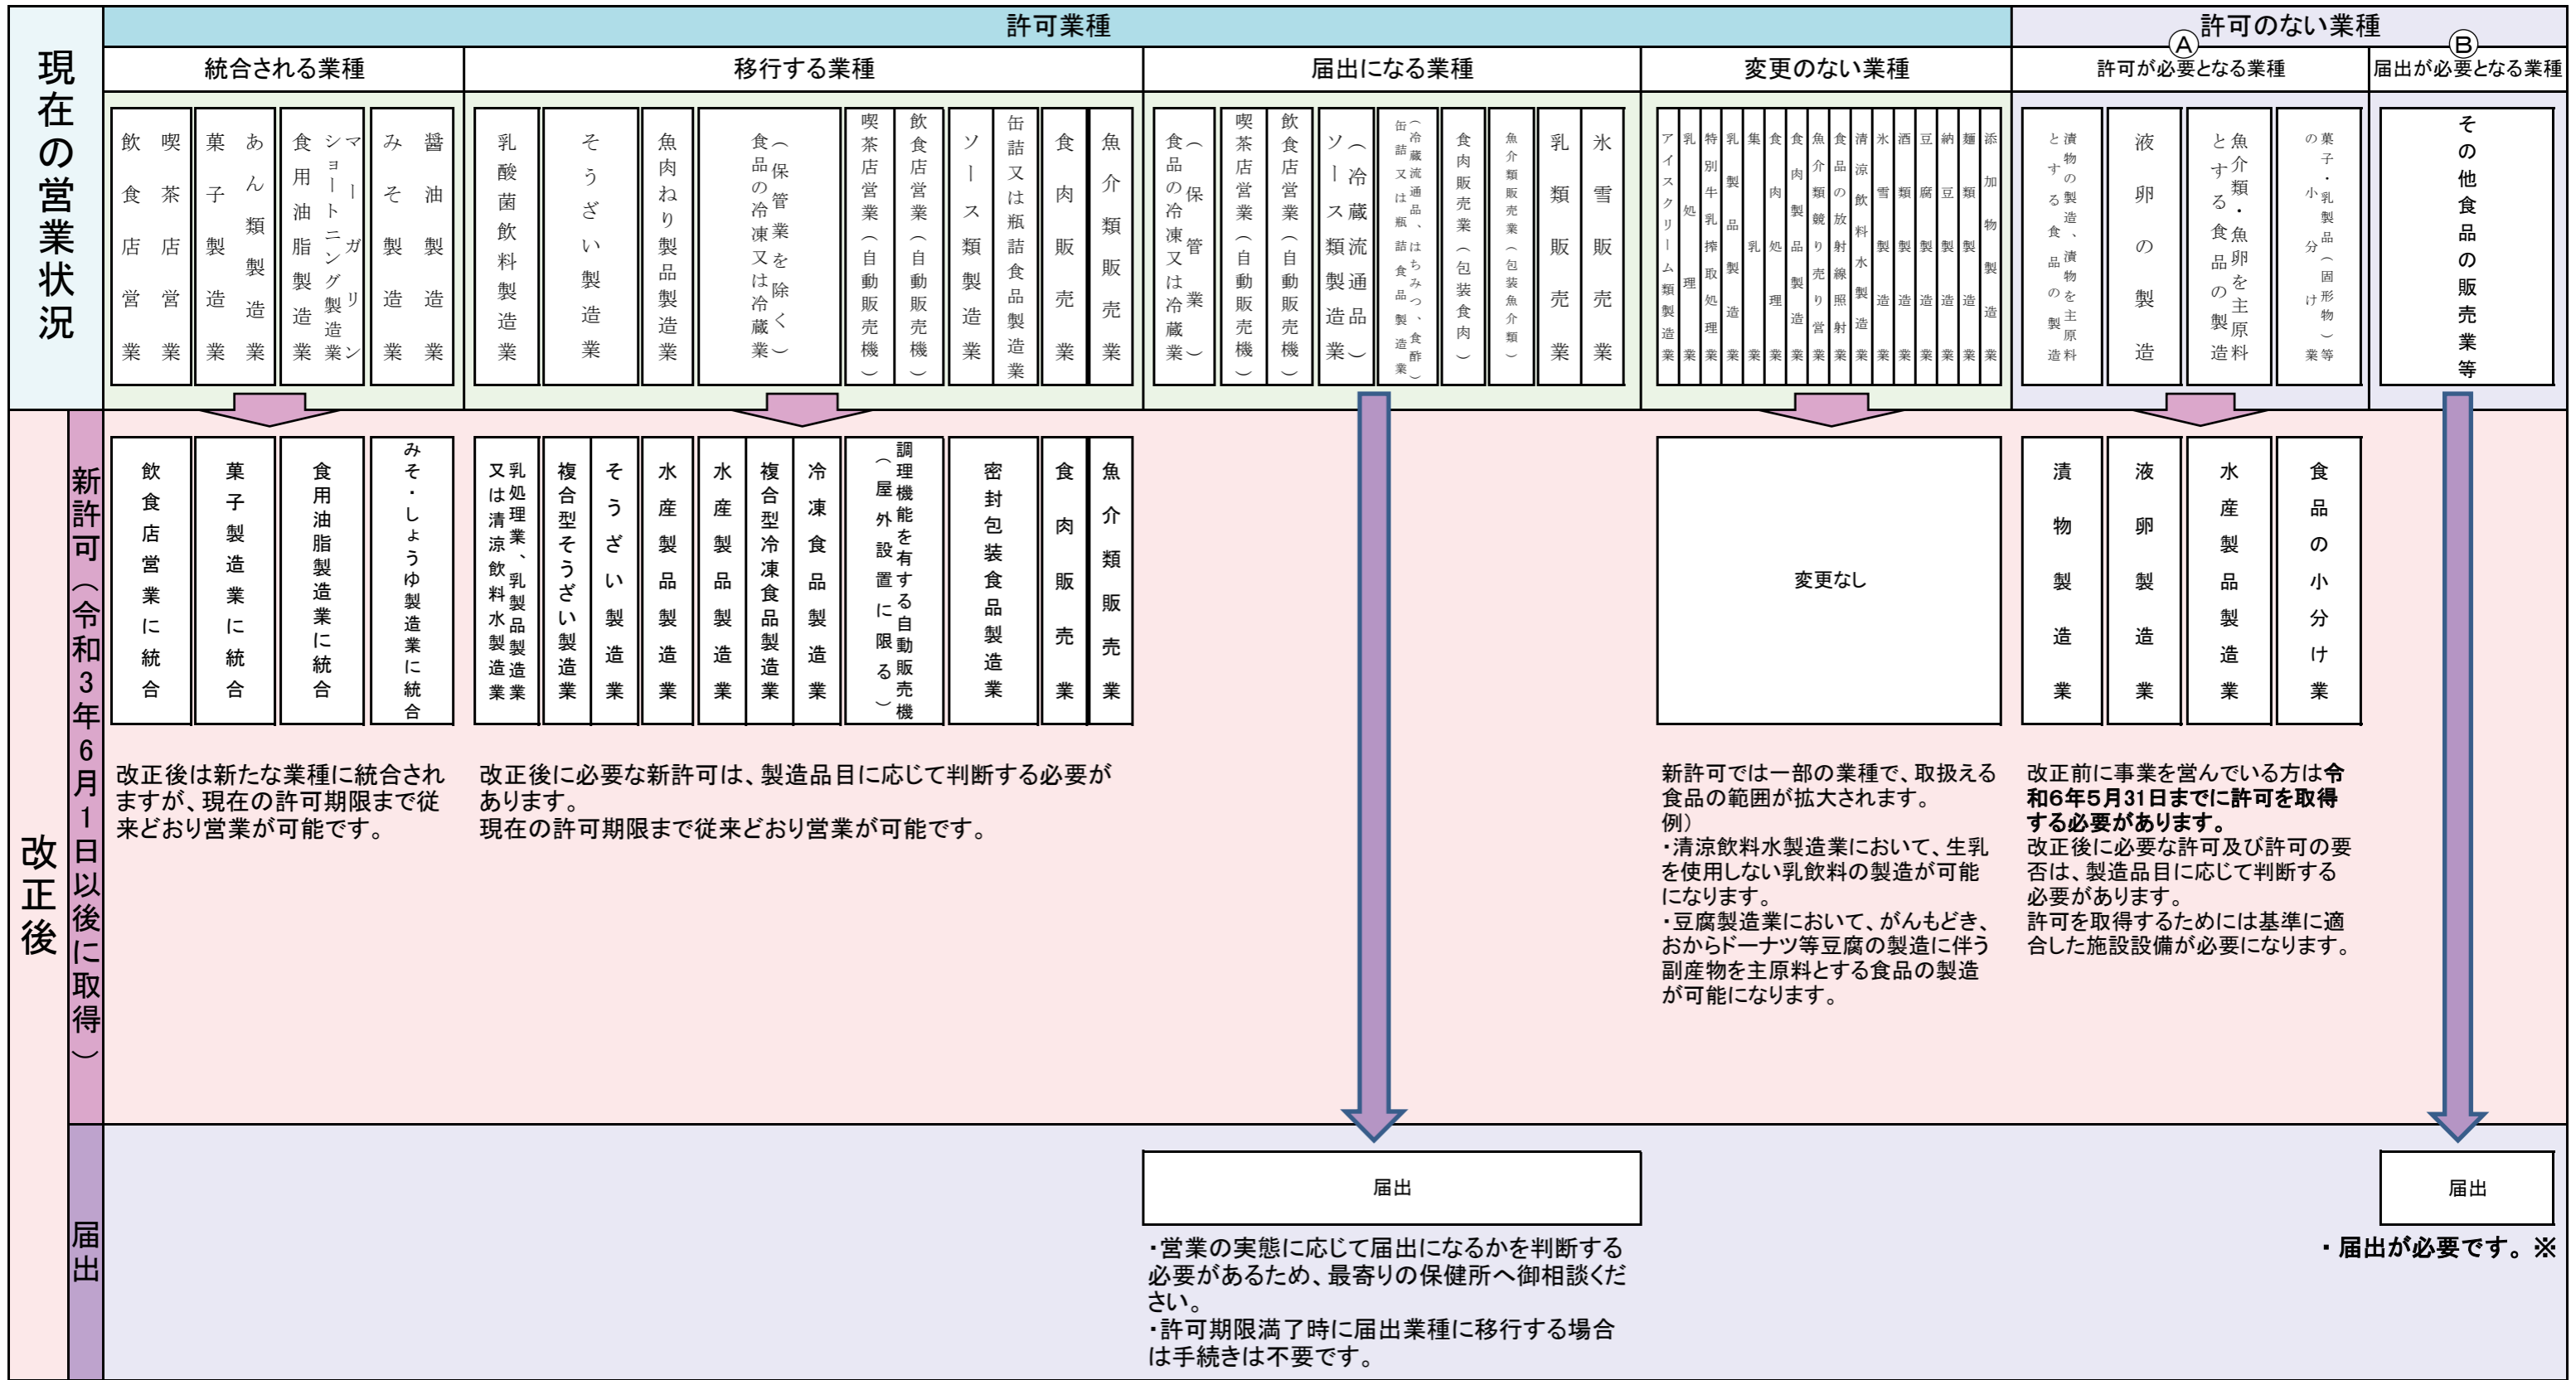 現在の営業状況
許可業種
許可のない業種
統合される業種
移行する業種
届出になる業種
変更のない業種
Ⓐ
許可が必要となる業種
Ⓑ
届出が必要となる業種
飲食店営業
喫茶店営業
菓子製造業
あん類製造業
食用油脂製造業
マーガリン
ショートニング製造業
みそ製造業
醤油製造業
乳酸菌飲料製造業
そうざい製造業
魚肉ねり製品製造業
食品の冷凍又は冷蔵業
（保管業を除く）
喫茶店営業（自動販売機）
飲食店営業（自動販売機）
ソース類製造業
缶詰又は瓶詰食品製造業
食肉販売業
魚介類販売業
食品の冷凍又は冷蔵業
（保管業）
喫茶店営業（自動販売機）
飲食店営業（自動販売機）
ソース類製造業
（冷蔵流通品）
缶詰又は瓶詰食品製造業
（冷蔵流通品、はちみつ、食酢）
食肉販売業（包装食肉）
魚介類販売業（包装魚介類）
乳類販売業
氷雪販売業
アイスクリーム類製造業
乳処理業
特別牛乳搾取処理業
乳製品製造業
集乳業
食肉処理業
食肉製品製造業
魚介類競り売り営業
食品の放射線照射業
清涼飲料水製造業
氷雪製造業
酒類製造業
豆腐製造業
納豆製造業
麺類製造業
添加物製造業
漬物の製造、漬物を主原料
とする食品の製造
液卵の製造
魚介類・魚卵を主原料
とする食品の製造
菓子・乳製品（固形物）等
の小分け業
その他食品の販売業等
改正後
新許可（令和3年6月1日以後に取得）
飲食店営業に統合
菓子製造業に統合
食用油脂製造業に統合
みそ・しょうゆ製造業に統合
乳処理業、乳製品製造業
又は清涼飲料水製造業
複合型そうざい製造業
そうざい製造業
水産製品製造業
水産製品製造業
複合型冷凍食品製造業
冷凍食品製造業
調理機能を有する自動販売機
（屋外設置に限る）
密封包装食品製造業
食肉販売業
魚介類販売業
変更なし
漬物製造業
液卵製造業
水産製品製造業
食品の小分け業
改正後は新たな業種に統合され
ますが、現在の許可期限まで従
来どおり営業が可能です。
改正後に必要な新許可は、製造品目に応じて判断する必要が
あります。
現在の許可期限まで従来どおり営業が可能です。
新許可では一部の業種で、取扱える
食品の範囲が拡大されます。
例）
・清涼飲料水製造業において、生乳
を使用しない乳飲料の製造が可能
になります。
・豆腐製造業において、がんもどき、
おからドーナツ等豆腐の製造に伴う
副産物を主原料とする食品の製造
が可能になります。
改正前に事業を営んでいる方は令
和6年5月31日までに許可を取得
する必要があります。
改正後に必要な許可及び許可の要
否は、製造品目に応じて判断する
必要があります。
許可を取得するためには基準に適
合した施設設備が必要になります。
届出
届出
・営業の実態に応じて届出になるかを判断する
必要があるため、最寄りの保健所へ御相談くだ
さい。
・許可期限満了時に届出業種に移行する場合
は手続きは不要です。
届出
・届出が必要です。※